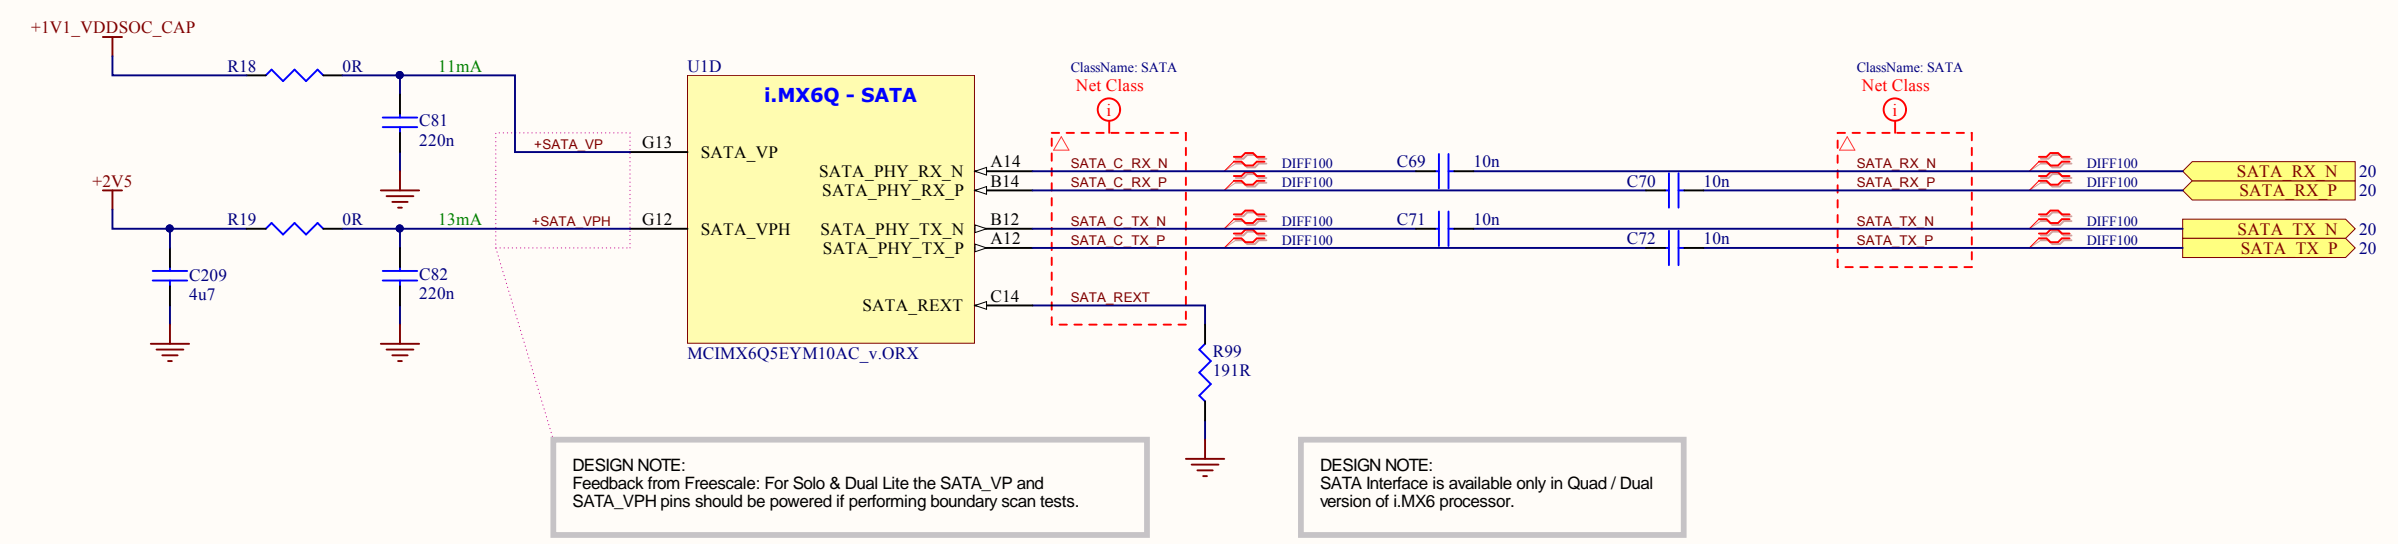 +1V1_VDDSOC_CAP
R18 0R 11mA
C81
220n
+SATA_VP G13
+2V5
R19 0R 13mA
+SATA_VPH G12
C209
4u7
C82
220n
U1D
i.MX6Q - SATA
SATA_VP
SATA_PHY_RX_N A14
SATA_PHY_RX_P B14
SATA_VPH SATA_PHY_TX_N B12
SATA_PHY_TX_P A12
SATA_REXT C14
MCIMX6Q5EYM10AC_v.ORX
ClassName: SATA
Net Class
i
SATA_C_RX_N DIFF100 C69 10n
SATA_C_RX_P DIFF100 C70 10n
SATA_C_TX_N DIFF100 C71 10n
SATA_C_TX_P DIFF100 C72 10n
SATA_REXT
R99
191R
ClassName: SATA
Net Class
i
SATA_RX_N DIFF100 SATA_RX_N 20
SATA_RX_P DIFF100 SATA_RX_P 20
SATA_TX_N DIFF100 SATA_TX_N 20
SATA_TX_P DIFF100 SATA_TX_P 20
DESIGN NOTE:
Feedback from Freescale: For Solo & Dual Lite the SATA_VP and
SATA_VPH pins should be powered if performing boundary scan tests.
DESIGN NOTE:
SATA Interface is available only in Quad / Dual
version of i.MX6 processor.